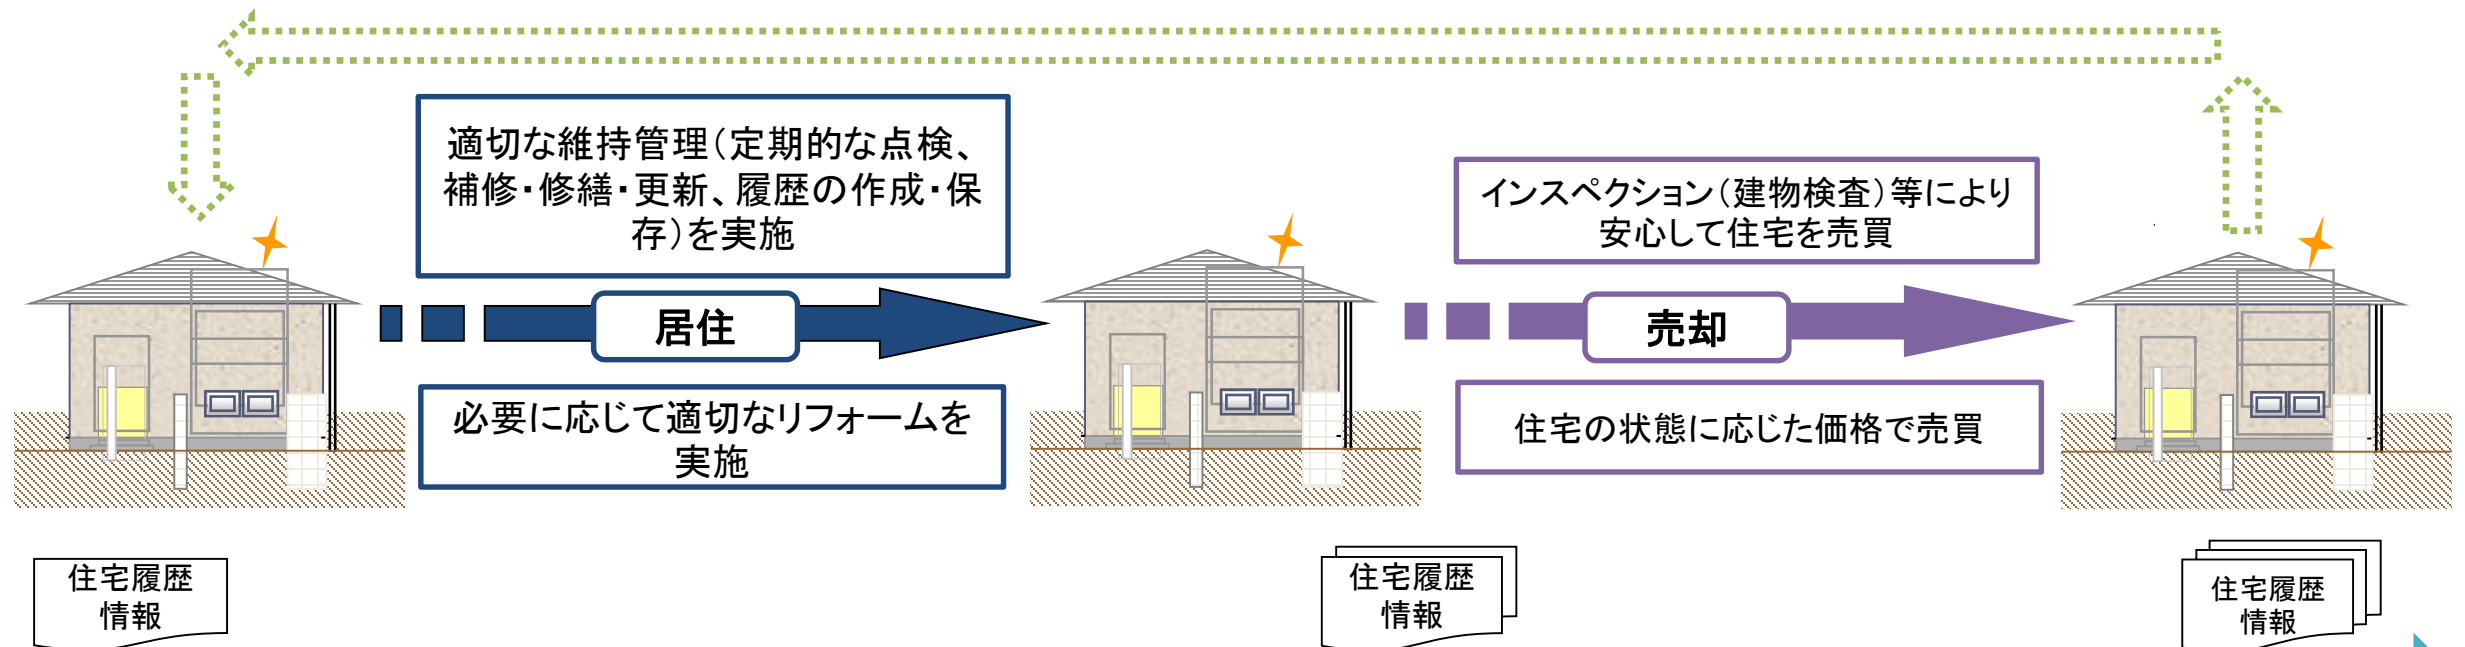 適切な維持管理(定期的な点検、
補修・修繕・更新、履歴の作成・保
存)を実施
インスペクション(建物検査)等により
安心して住宅を売買
居住
売却
必要に応じて適切なリフォームを
実施
住宅の状態に応じた価格で売買
住宅履歴
情報
住宅履歴
情報
住宅履歴
情報